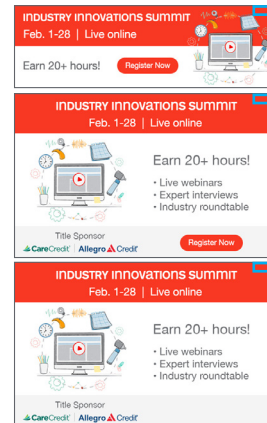 INDUSTRY INNOVATIONS SUMMIT
Feb. 1-28 | Live online
Earn 20+ hours!
Register Now
INDUSTRY INNOVATIONS SUMMIT
Feb. 1-28 | Live online
Earn 20+ hours!
• Live webinars
• Expert interviews
• Industry roundtable
Title Sponsor
CareCredit | Allegro Credit
Register Now
INDUSTRY INNOVATIONS SUMMIT
Feb. 1-28 | Live online
Earn 20+ hours!
• Live webinars
• Expert interviews
• Industry roundtable
Title Sponsor
CareCredit | Allegro Credit